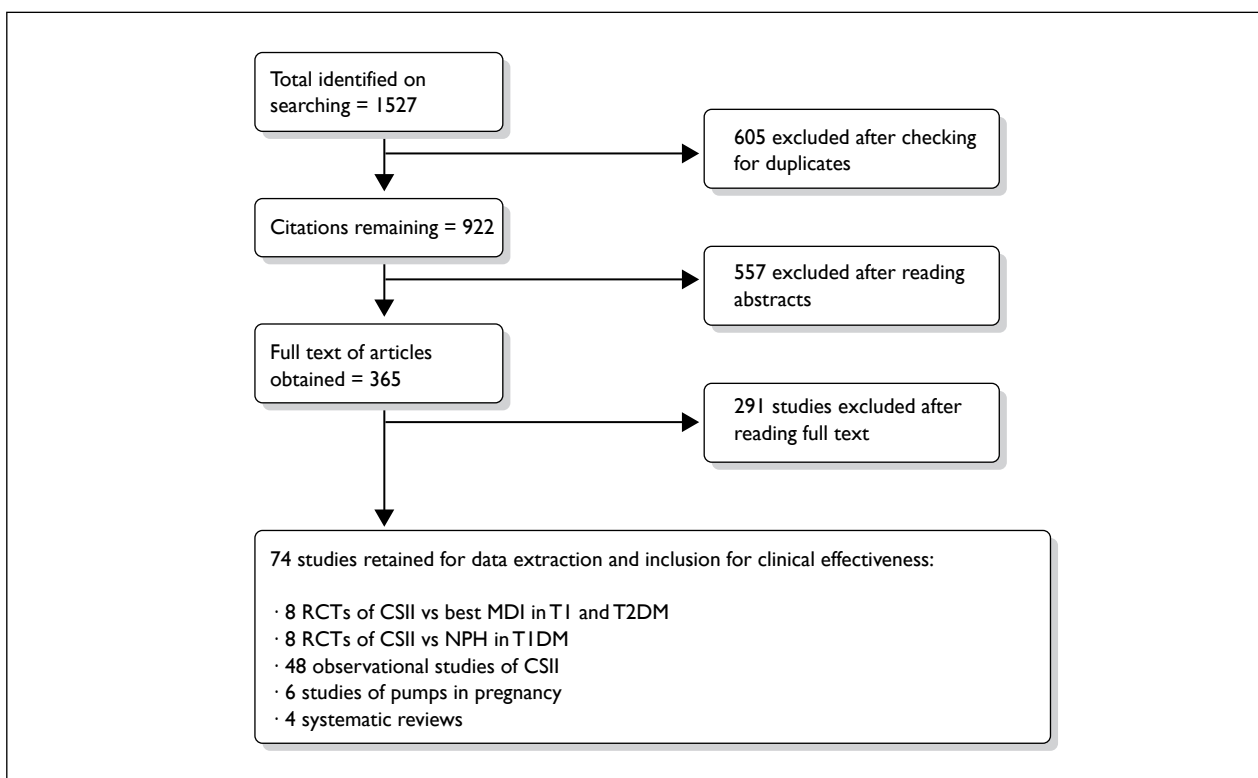 Total identified on
searching = 1527
605 excluded after checking
for duplicates
Citations remaining = 922
557 excluded after reading
abstracts
Full text of articles
obtained = 365
291 studies excluded after
reading full text
74 studies retained for data extraction and inclusion for clinical effectiveness:
· 8 RCTs of CSII vs best MDI in T1 and T2DM
· 8 RCTs of CSII vs NPH in T1DM
· 48 observational studies of CSII
· 6 studies of pumps in pregnancy
· 4 systematic reviews